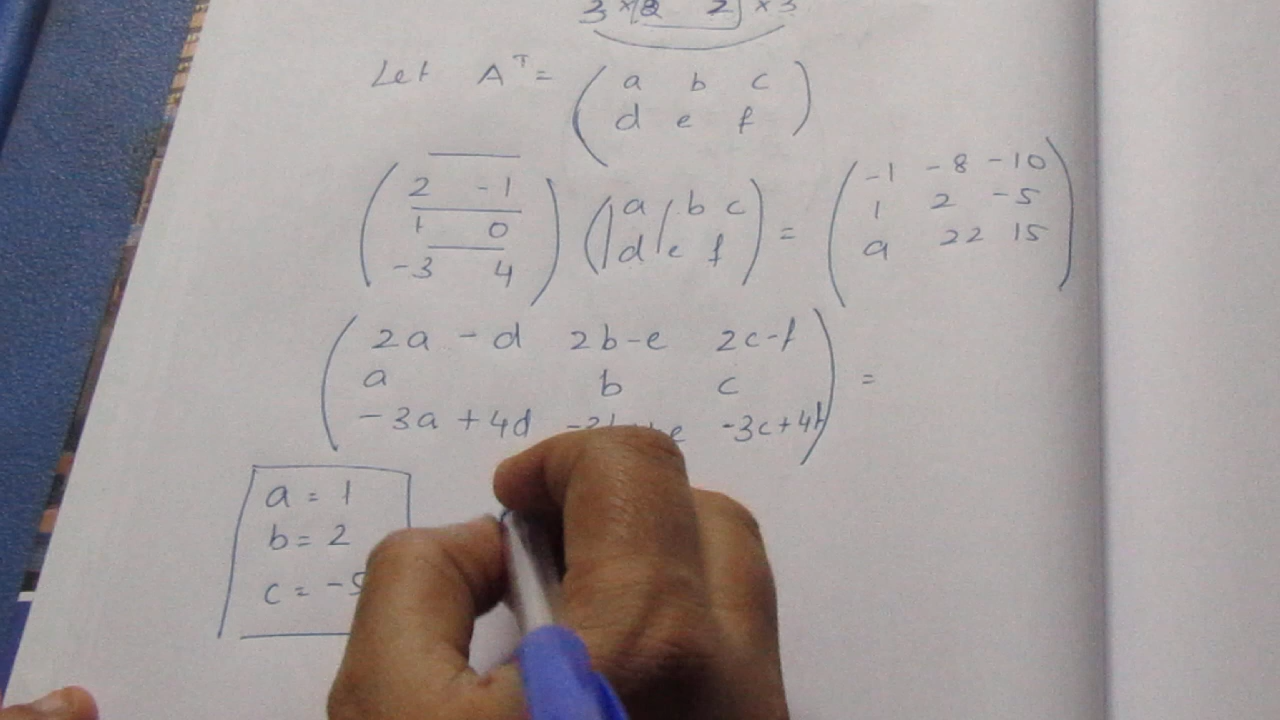 Let A^T = ( a b c
d e f )
( 2 -1
1 0
-3 4 ) ( a b c
d e f ) = ( -1 -8 -10
1 2 -5
9 22 15 )
( 2a - d 2b-e 2c-f
a b c
-3a + 4d -3c+4f ) =
a = 1
b = 2
c = -5